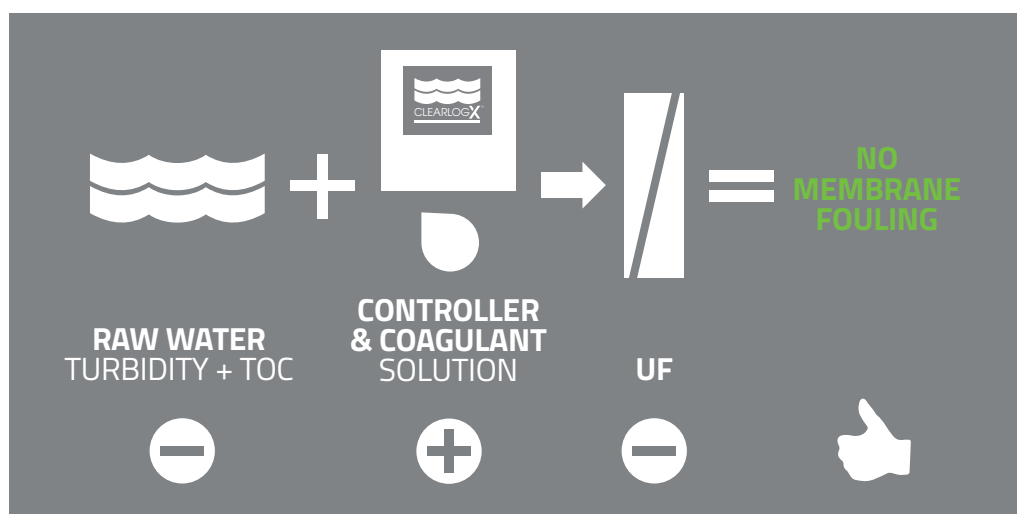 CLEARLOGX
NO
MEMBRANE
FOULING
RAW WATER
TURBIDITY + TOC
CONTROLLER
& COAGULANT
SOLUTION
UF